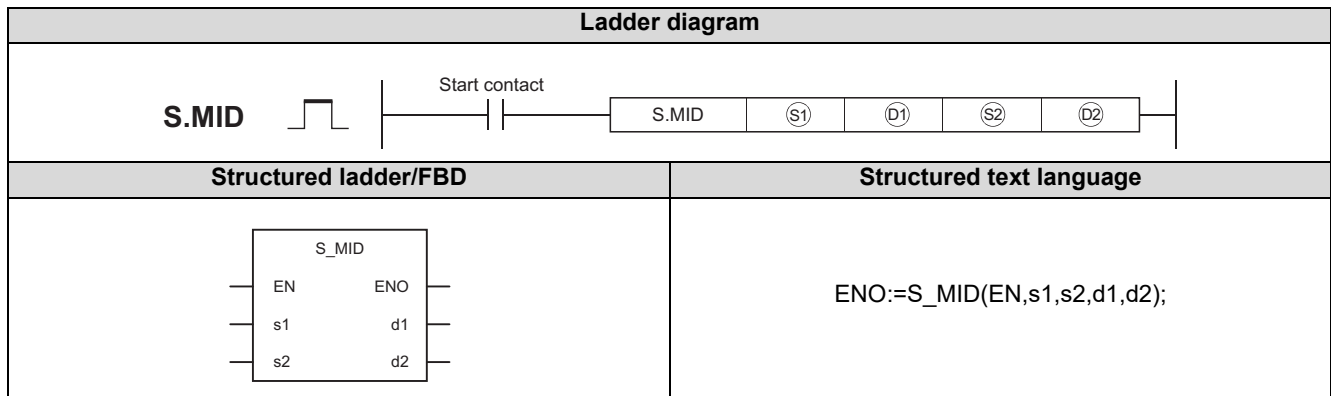 Ladder diagram
Start contact
S.MID
S.MID S1 D1 S2 D2
Structured ladder/FBD
Structured text language
S_MID
EN ENO
s1 d1
s2 d2
ENO:=S_MID(EN,s1,s2,d1,d2);